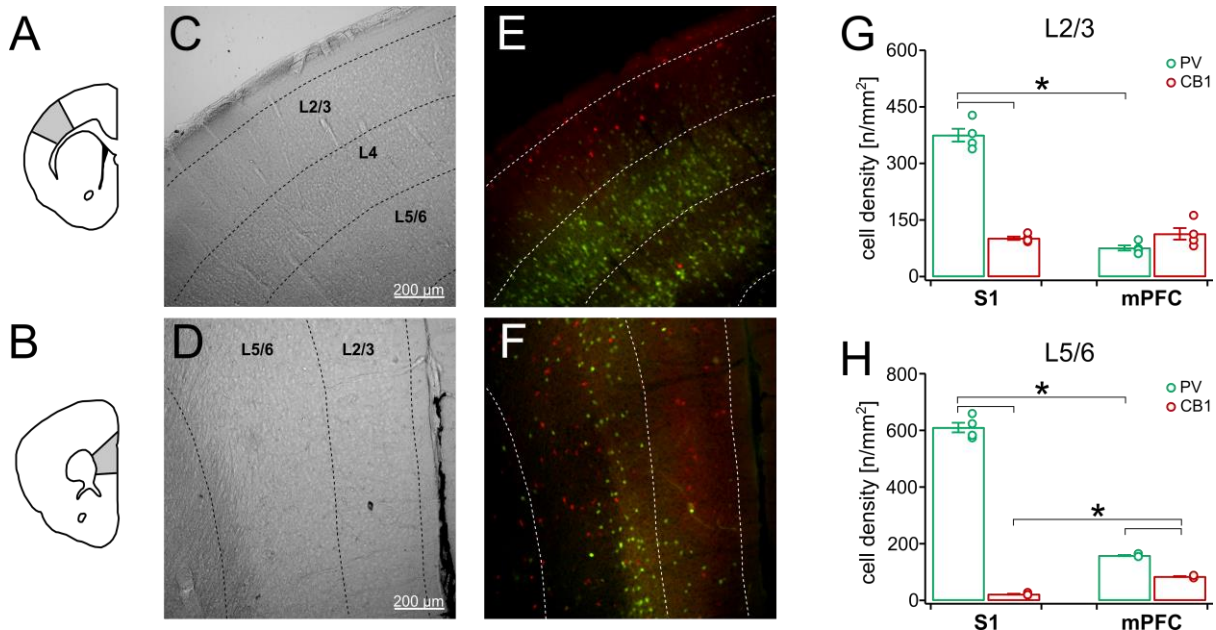 A
B
C
L2/3
L4
L5/6
200 µm
D
L5/6
L2/3
200 µm
E
F
G
L2/3
PV
CB1
*
cell density [n/mm²]
600
450
300
150
0
S1
mPFC
H
L5/6
PV
CB1
*
*
cell density [n/mm²]
800
600
400
200
0
S1
mPFC